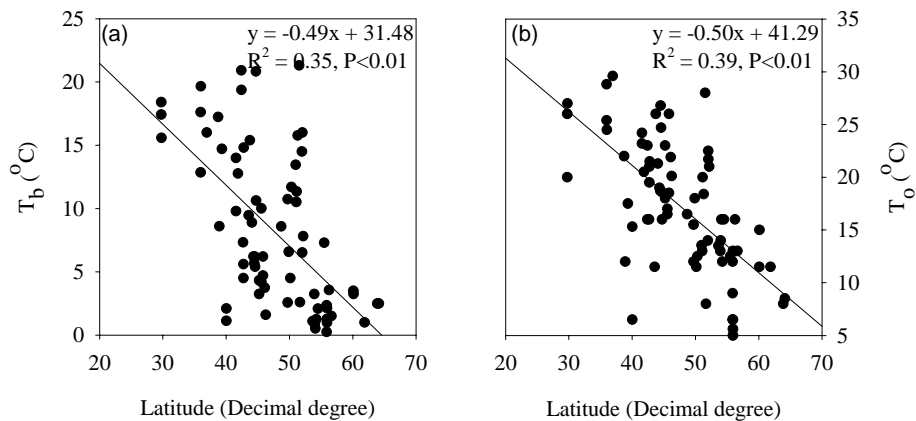 (a)
y = -0.49x + 31.48
R² = 0.35, P<0.01
25
20
15
10
5
0
T_b (°C)
20 30 40 50 60 70
Latitude (Decimal degree)
(b)
y = -0.50x + 41.29
R² = 0.39, P<0.01
35
30
25
20
15
10
5
T_o (°C)
20 30 40 50 60 70
Latitude (Decimal degree)